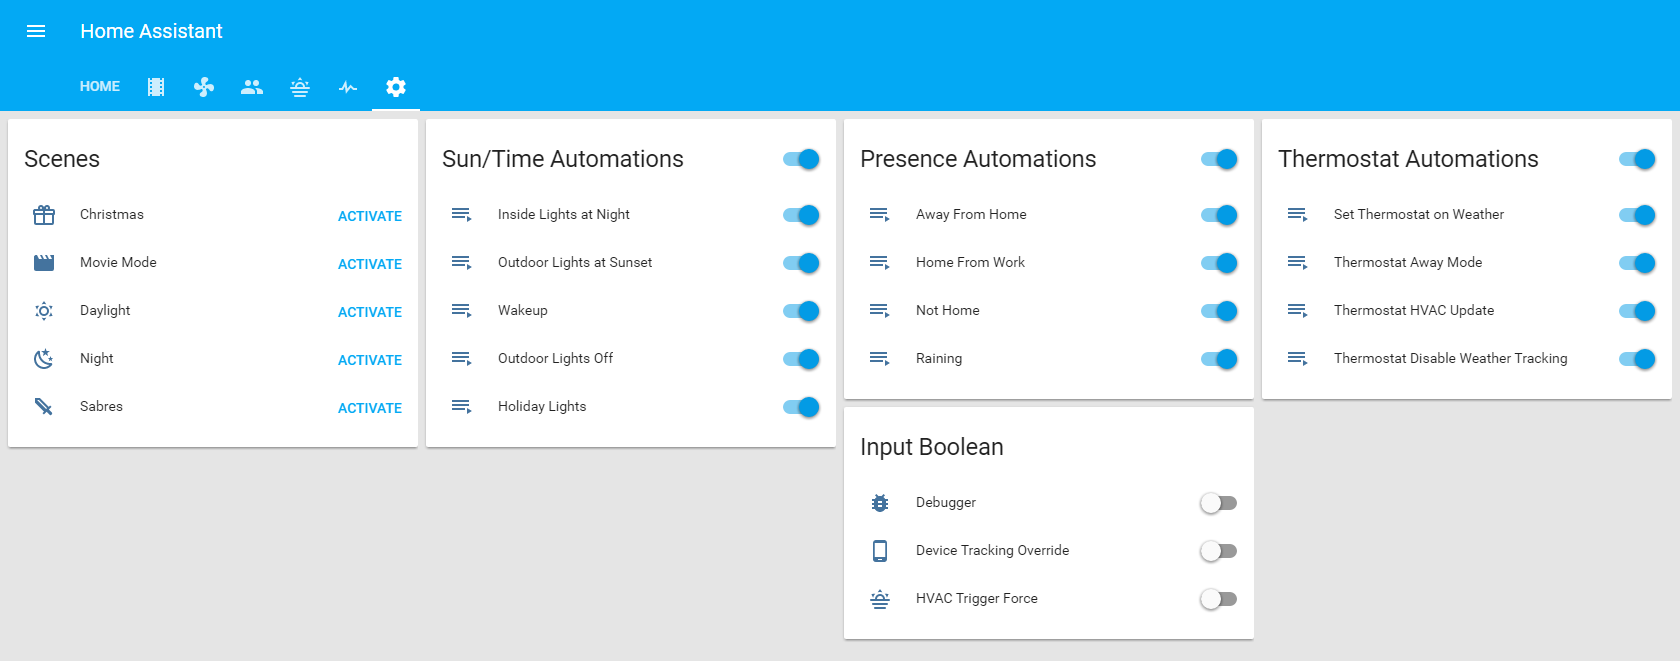 Home Assistant
HOME
Scenes
Christmas ACTIVATE
Movie Mode ACTIVATE
Daylight ACTIVATE
Night ACTIVATE
Sabres ACTIVATE
Sun/Time Automations
Inside Lights at Night
Outdoor Lights at Sunset
Wakeup
Outdoor Lights Off
Holiday Lights
Presence Automations
Away From Home
Home From Work
Not Home
Raining
Input Boolean
Debugger
Device Tracking Override
HVAC Trigger Force
Thermostat Automations
Set Thermostat on Weather
Thermostat Away Mode
Thermostat HVAC Update
Thermostat Disable Weather Tracking